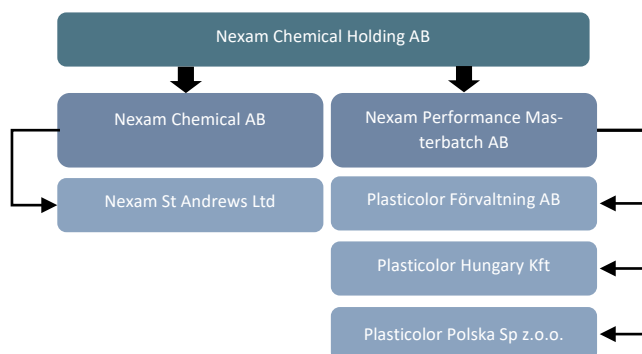 Nexam Chemical Holding AB
Nexam Chemical AB
Nexam Performance Mas-
terbatch AB
Nexam St Andrews Ltd
Plasticolor Förvaltning AB
Plasticolor Hungary Kft
Plasticolor Polska Sp z.o.o.